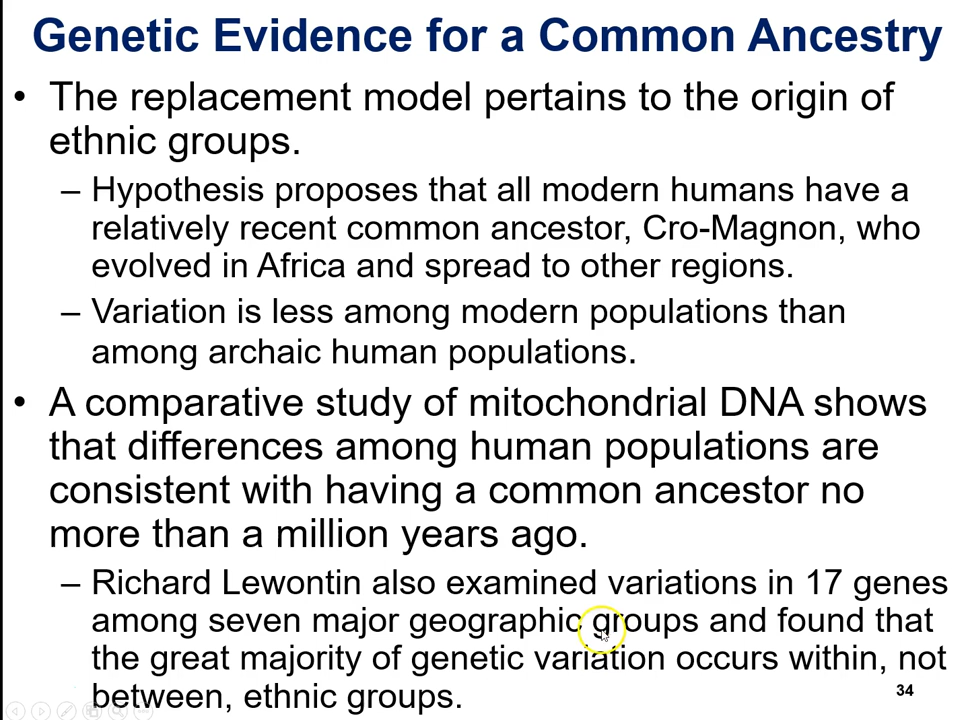 Genetic Evidence for a Common Ancestry
• The replacement model pertains to the origin of
ethnic groups.
– Hypothesis proposes that all modern humans have a
relatively recent common ancestor, Cro-Magnon, who
evolved in Africa and spread to other regions.
– Variation is less among modern populations than
among archaic human populations.
• A comparative study of mitochondrial DNA shows
that differences among human populations are
consistent with having a common ancestor no
more than a million years ago.
– Richard Lewontin also examined variations in 17 genes
among seven major geographic groups and found that
the great majority of genetic variation occurs within, not
between, ethnic groups.
34